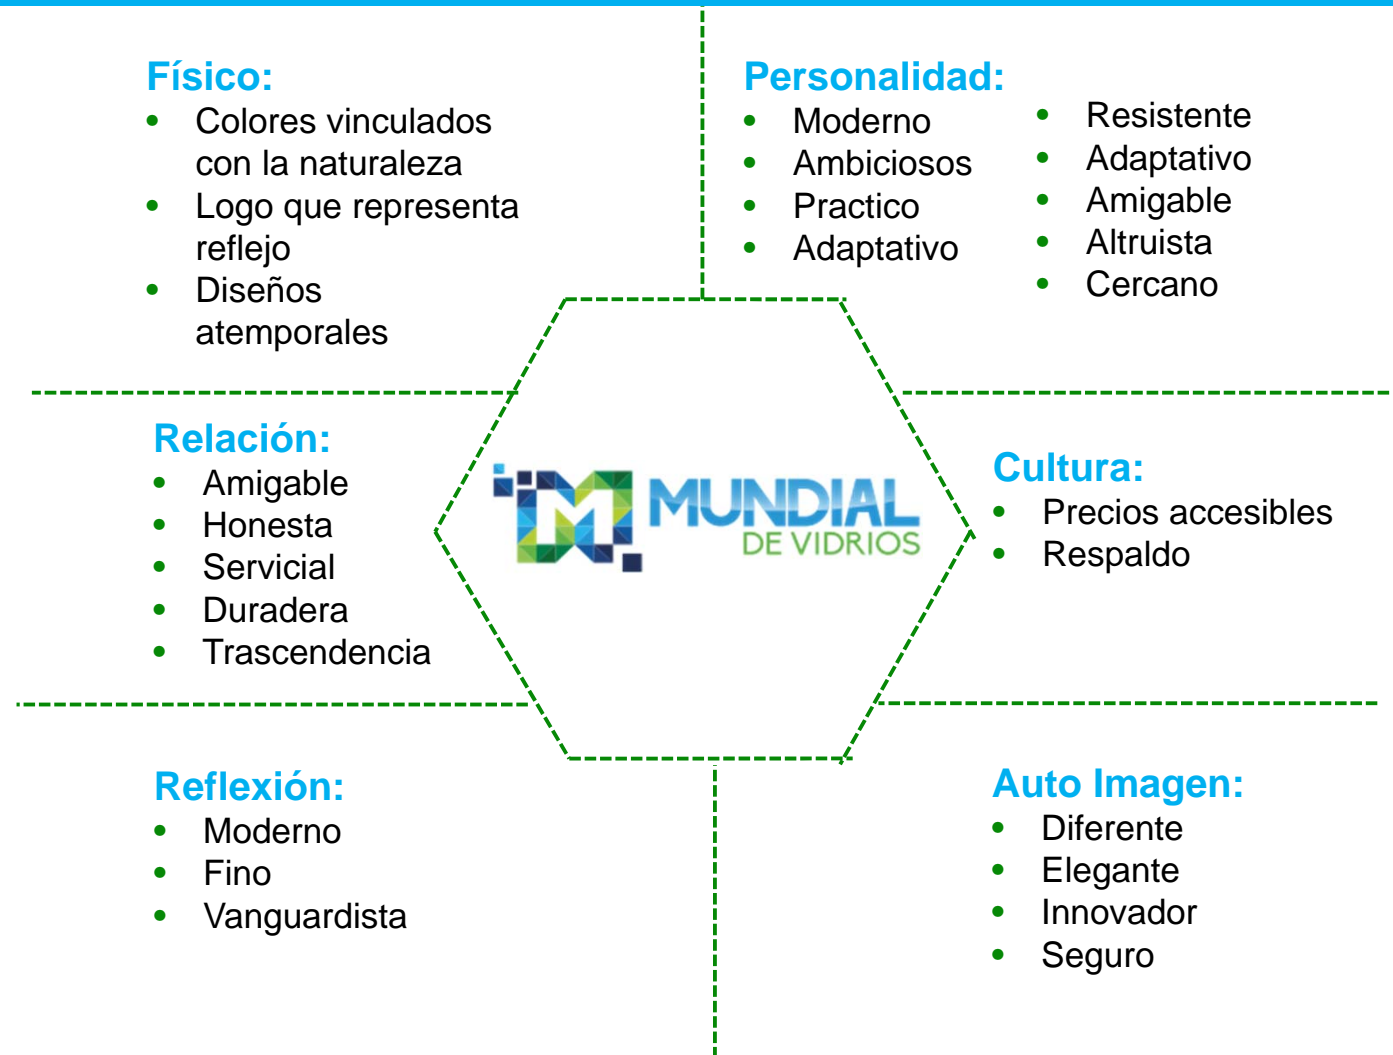 Físico:
• Colores vinculados
con la naturaleza
• Logo que representa
reflejo
• Diseños
atemporales
Personalidad:
• Moderno
• Ambiciosos
• Practico
• Adaptativo
• Resistente
• Adaptativo
• Amigable
• Altruista
• Cercano
Relación:
• Amigable
• Honesta
• Servicial
• Duradera
• Trascendencia
MUNDIAL
DE VIDRIOS
Cultura:
• Precios accesibles
• Respaldo
Reflexión:
• Moderno
• Fino
• Vanguardista
Auto Imagen:
• Diferente
• Elegante
• Innovador
• Seguro